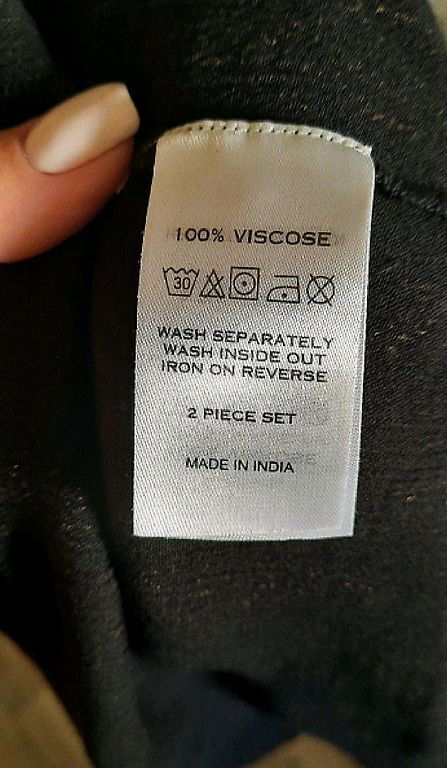 100% VISCOSE
30
WASH SEPARATELY
WASH INSIDE OUT
IRON ON REVERSE
2 PIECE SET
MADE IN INDIA